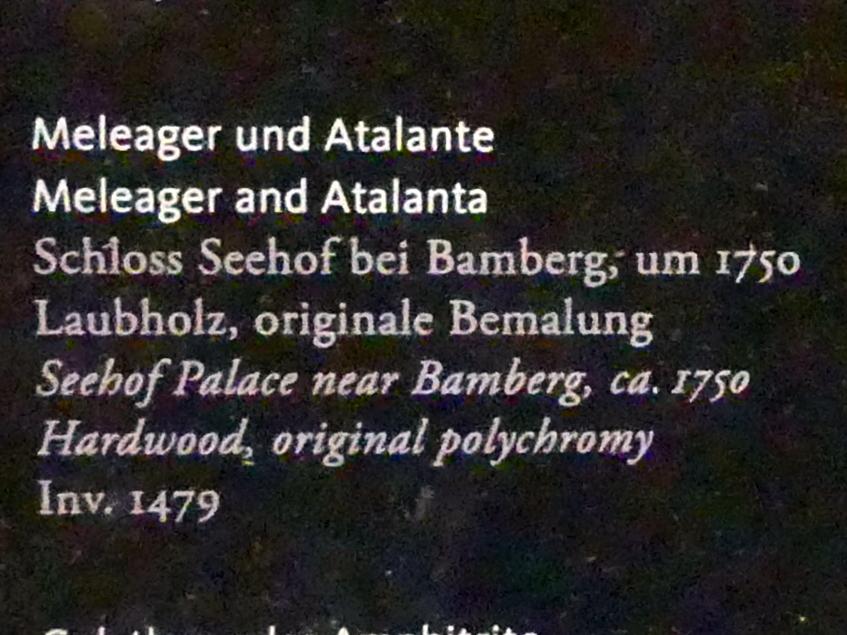 Meleager und Atalante
Meleager and Atalanta
Schloss Seehof bei Bamberg, um 1750
Laubholz, originale Bemalung
Seehof Palace near Bamberg, ca. 1750
Hardwood, original polychromy
Inv. 1479